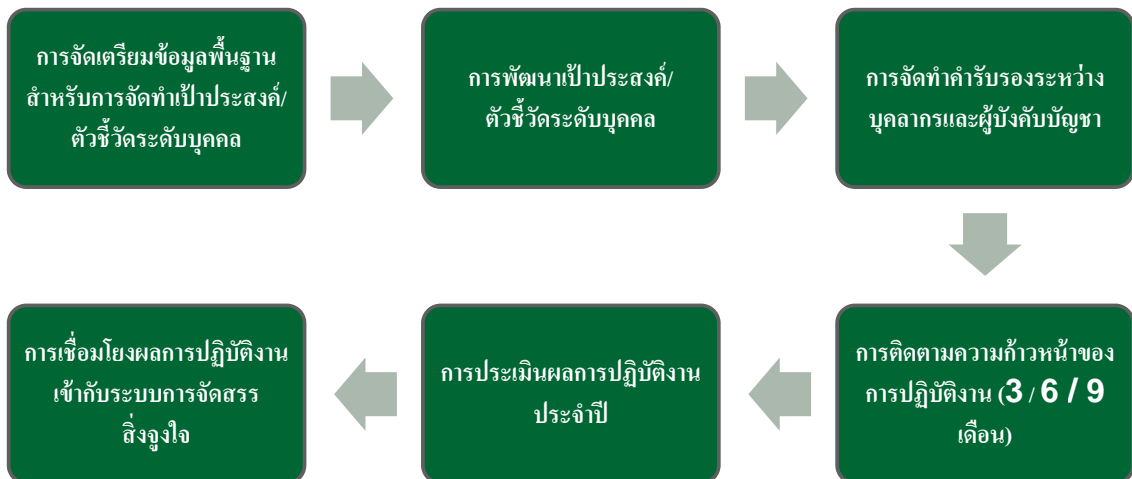 การจัดเตรียมข้อมูลพื้นฐาน
สำหรับการจัดทำเป้าประสงค์/
ตัวชี้วัดระดับบุคคล
การพัฒนาเป้าประสงค์/
ตัวชี้วัดระดับบุคคล
การจัดทำคำรับรองระหว่าง
บุคลากรและผู้บังคับบัญชา
การติดตามความก้าวหน้าของ
การปฏิบัติงาน (3 / 6 / 9
เดือน)
การประเมินผลการปฏิบัติงาน
ประจำปี
การเชื่อมโยงผลการปฏิบัติงาน
เข้ากับระบบการจัดสรร
สิ่งจูงใจ